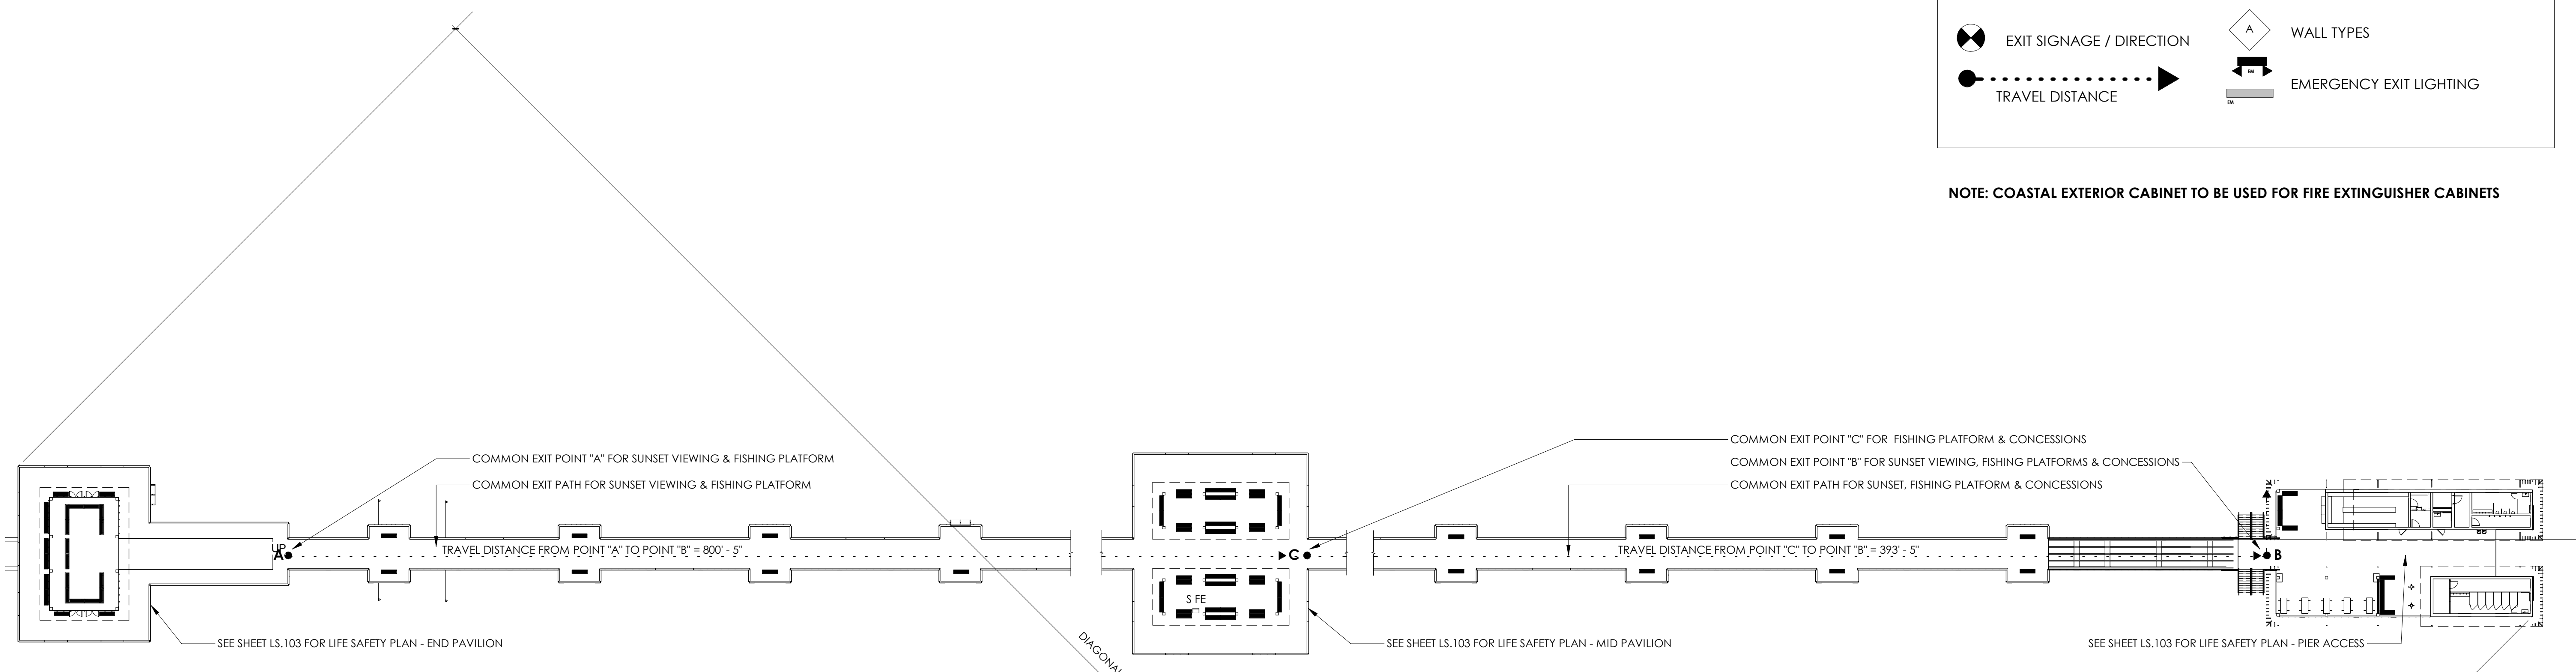 EXIT SIGNAGE / DIRECTION
A
WALL TYPES
TRAVEL DISTANCE
EM
EMERGENCY EXIT LIGHTING
EM
NOTE: COASTAL EXTERIOR CABINET TO BE USED FOR FIRE EXTINGUISHER CABINETS
COMMON EXIT POINT "A" FOR SUNSET VIEWING & FISHING PLATFORM
COMMON EXIT PATH FOR SUNSET VIEWING & FISHING PLATFORM
COMMON EXIT POINT "C" FOR FISHING PLATFORM & CONCESSIONS
COMMON EXIT POINT "B" FOR SUNSET VIEWING, FISHING PLATFORMS & CONCESSIONS
COMMON EXIT PATH FOR SUNSET, FISHING PLATFORM & CONCESSIONS
UP
A
TRAVEL DISTANCE FROM POINT "A" TO POINT "B" = 800' - 5"
C
TRAVEL DISTANCE FROM POINT "C" TO POINT "B" = 393' - 5"
B
S FE
SEE SHEET LS.103 FOR LIFE SAFETY PLAN - END PAVILION
DIAGONAL
SEE SHEET LS.103 FOR LIFE SAFETY PLAN - MID PAVILION
SEE SHEET LS.103 FOR LIFE SAFETY PLAN - PIER ACCESS